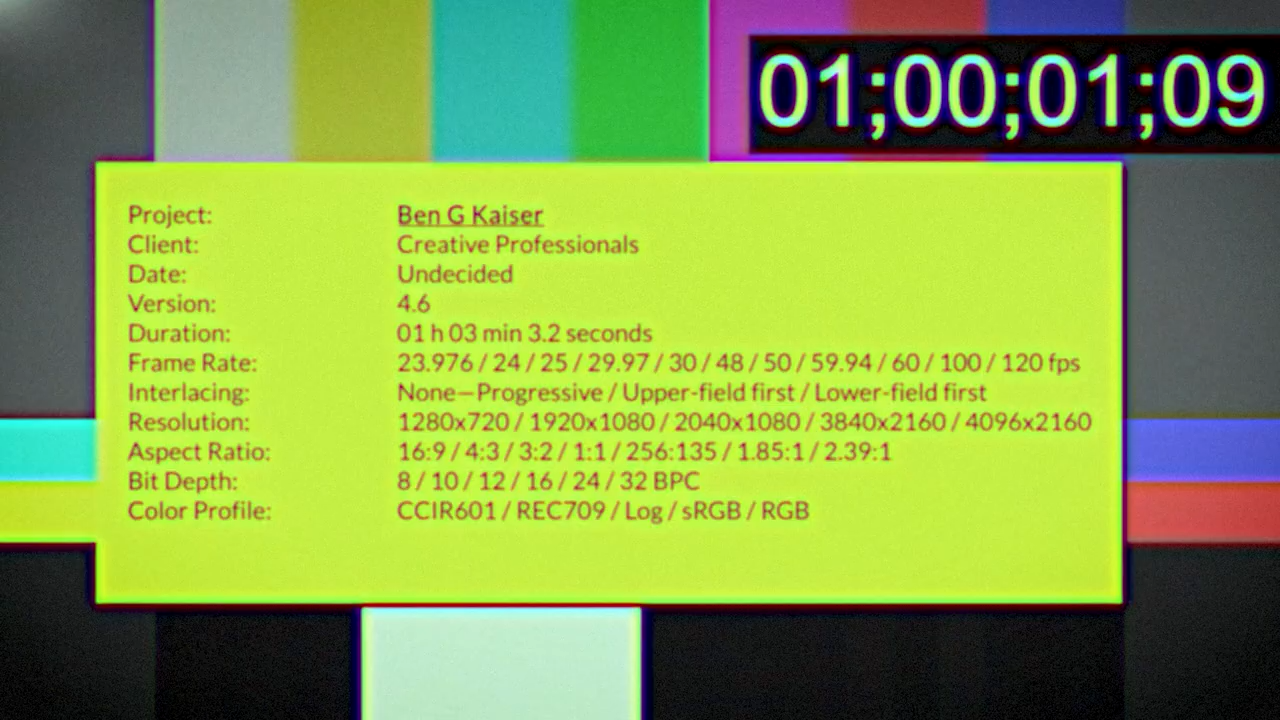 01;00;01;09
Project: Ben G Kaiser
Client: Creative Professionals
Date: Undecided
Version: 4.6
Duration: 01 h 03 min 3.2 seconds
Frame Rate: 23.976 / 24 / 25 / 29.97 / 30 / 48 / 50 / 59.94 / 60 / 100 / 120 fps
Interlacing: None—Progressive / Upper-field first / Lower-field first
Resolution: 1280x720 / 1920x1080 / 2040x1080 / 3840x2160 / 4096x2160
Aspect Ratio: 16:9 / 4:3 / 3:2 / 1:1 / 256:135 / 1.85:1 / 2.39:1
Bit Depth: 8 / 10 / 12 / 16 / 24 / 32 BPC
Color Profile: CCIR601 / REC709 / Log / sRGB / RGB